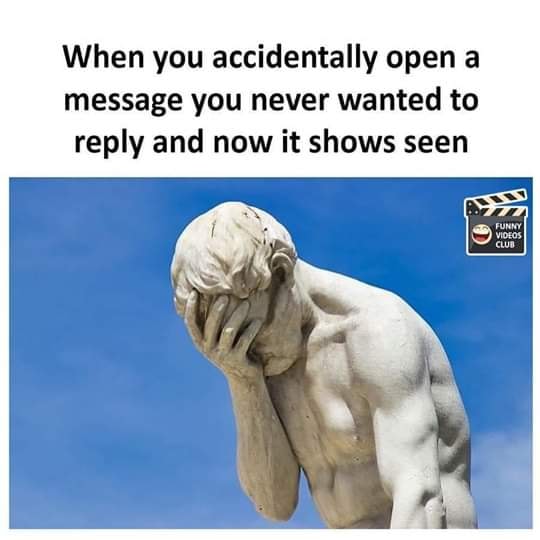 When you accidentally open a
message you never wanted to
reply and now it shows seen
FUNNY
VIDEOS
CLUB